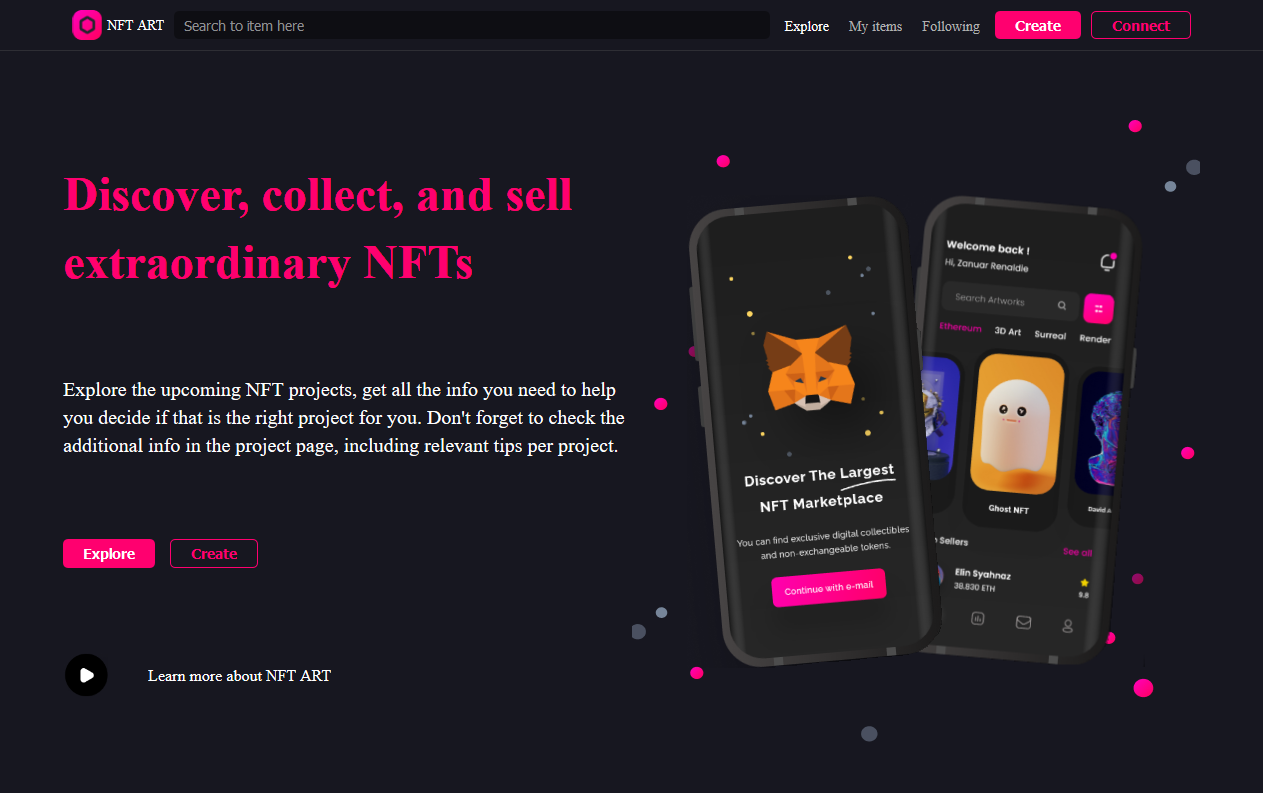 NFT ART
Search to item here
Explore
My items
Following
Create
Connect
Discover, collect, and sell
extraordinary NFTs
Explore the upcoming NFT projects, get all the info you need to help
you decide if that is the right project for you. Don't forget to check the
additional info in the project page, including relevant tips per project.
Explore
Create
Learn more about NFT ART
Discover The Largest
NFT Marketplace
You can find exclusive digital collectibles
and non-exchangeable tokens.
Continue with e-mail
Welcome back !
Hi, Zanuar Renaldie
Search Artworks
Ethereum
3D Art
Surreal
Render
Ghost NFT
David
Sellers
See all
Elin Syahnaz
38.830 ETH